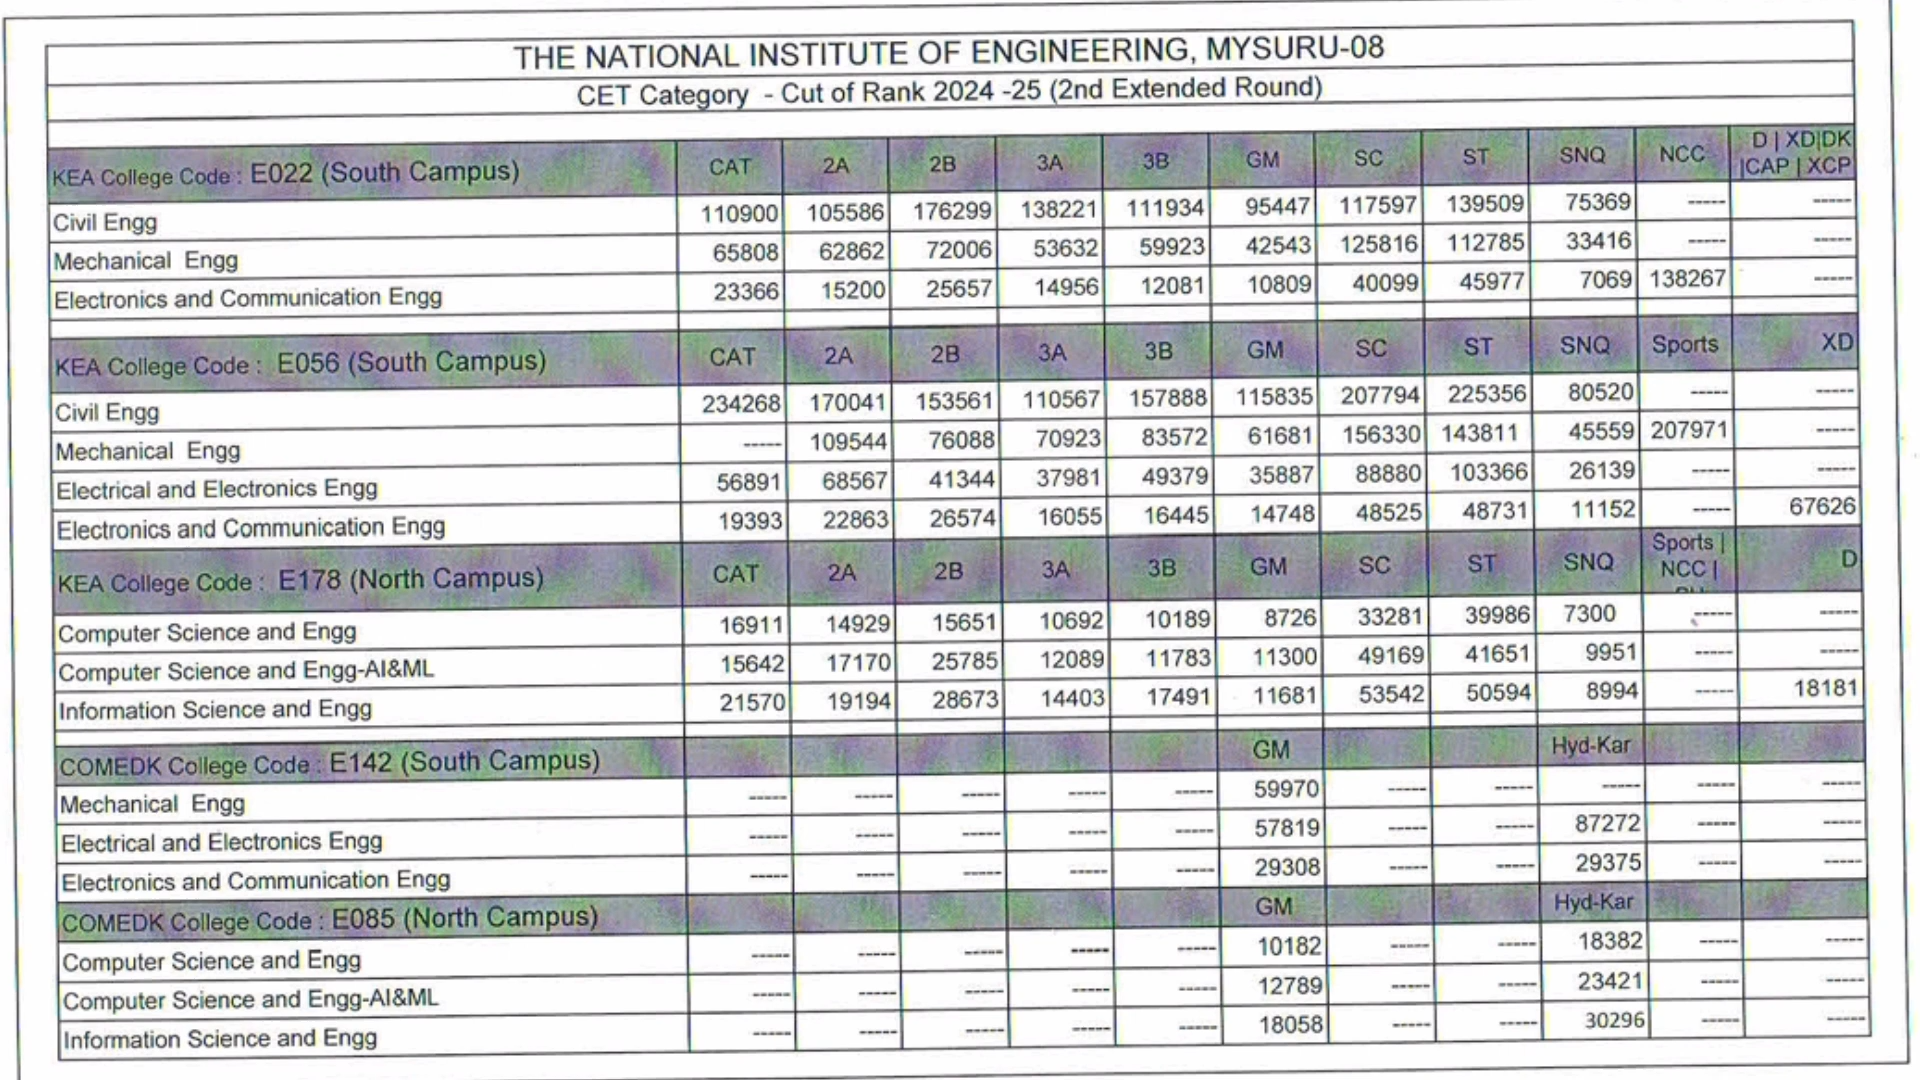 THE NATIONAL INSTITUTE OF ENGINEERING, MYSURU-08
CET Category - Cut of Rank 2024 -25 (2nd Extended Round)
KEA College Code : E022 (South Campus) CAT 2A 2B 3A 3B GM SC ST SNQ NCC D | XD|DK |CAP | XCP
Civil Engg 110900 105586 176299 138221 111934 95447 117597 139509 75369 ----- -----
Mechanical Engg 65808 62862 72006 53632 59923 42543 125816 112785 33416 ----- -----
Electronics and Communication Engg 23366 15200 25657 14956 12081 10809 40099 45977 7069 138267 -----
KEA College Code : E056 (South Campus) CAT 2A 2B 3A 3B GM SC ST SNQ Sports XD
Civil Engg 234268 170041 153561 110567 157888 115835 207794 225356 80520 ----- -----
Mechanical Engg ----- 109544 76088 70923 83572 61681 156330 143811 45559 207971 -----
Electrical and Electronics Engg 56891 68567 41344 37981 49379 35887 88880 103366 26139 ----- -----
Electronics and Communication Engg 19393 22863 26574 16055 16445 14748 48525 48731 11152 ----- 67626
KEA College Code : E178 (North Campus) CAT 2A 2B 3A 3B GM SC ST SNQ Sports | NCC | D
Computer Science and Engg 16911 14929 15651 10692 10189 8726 33281 39986 7300 ----- -----
Computer Science and Engg-AI&ML 15642 17170 25785 12089 11783 11300 49169 41651 9951 ----- -----
Information Science and Engg 21570 19194 28673 14403 17491 11681 53542 50594 8994 ----- 18181
COMEDK College Code : E142 (South Campus) GM Hyd-Kar
Mechanical Engg ----- ----- ----- ----- ----- 59970 ----- ----- ----- ----- -----
Electrical and Electronics Engg ----- ----- ----- ----- ----- 57819 ----- ----- 87272 ----- -----
Electronics and Communication Engg ----- ----- ----- ----- ----- 29308 ----- ----- 29375 ----- -----
COMEDK College Code : E085 (North Campus) GM Hyd-Kar
Computer Science and Engg ----- ----- ----- ----- ----- 10182 ----- ----- 18382 ----- -----
Computer Science and Engg-AI&ML ----- ----- ----- ----- ----- 12789 ----- ----- 23421 ----- -----
Information Science and Engg ----- ----- ----- ----- ----- 18058 ----- ----- 30296 ----- -----